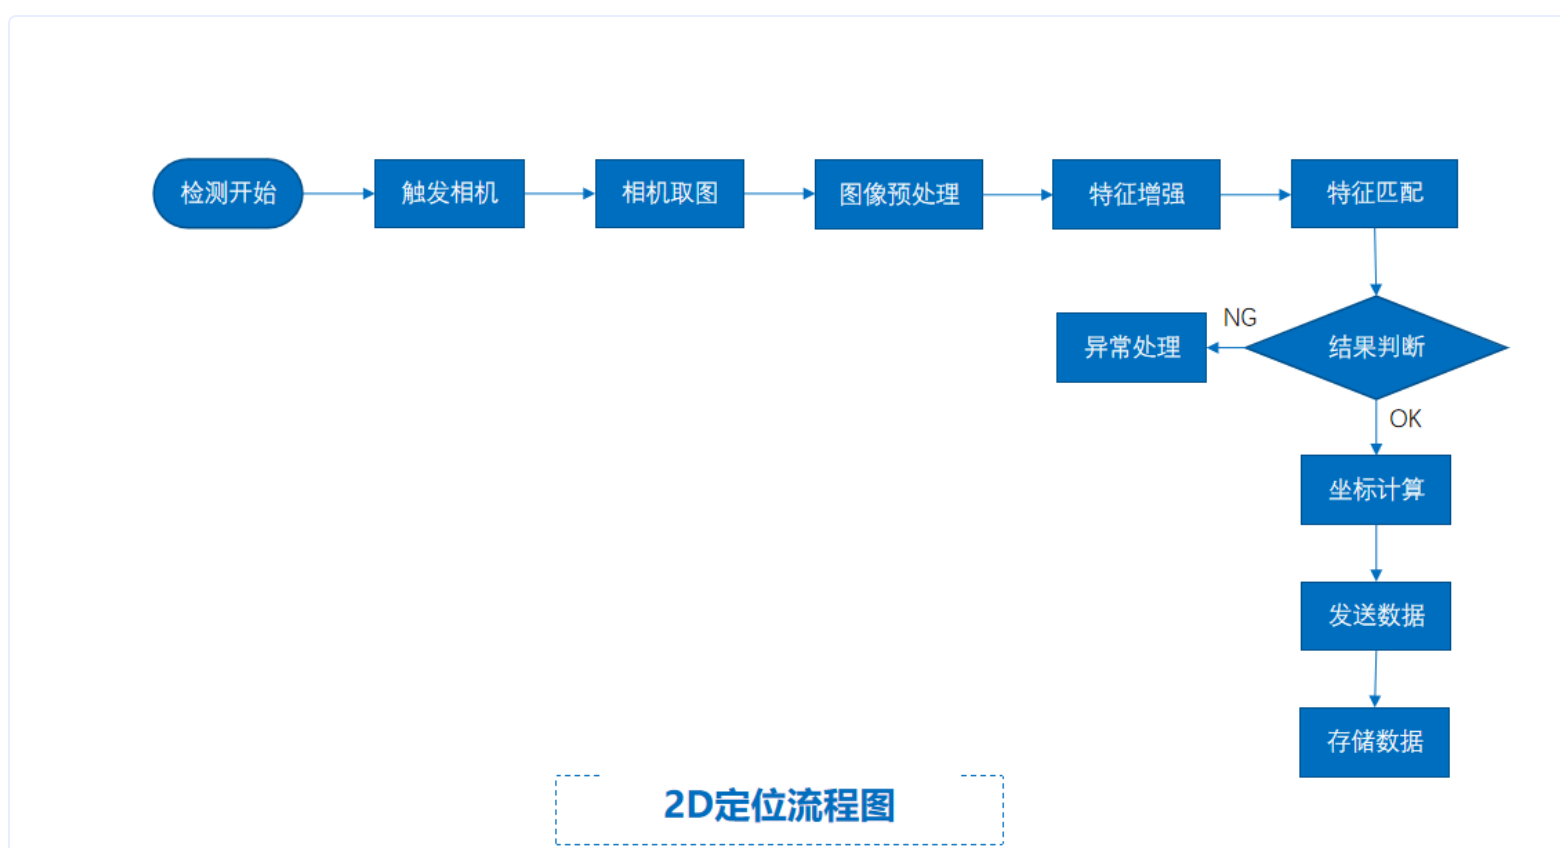 检测开始
触发相机
相机取图
图像预处理
特征增强
特征匹配
结果判断
NG
异常处理
OK
坐标计算
发送数据
存储数据
2D定位流程图